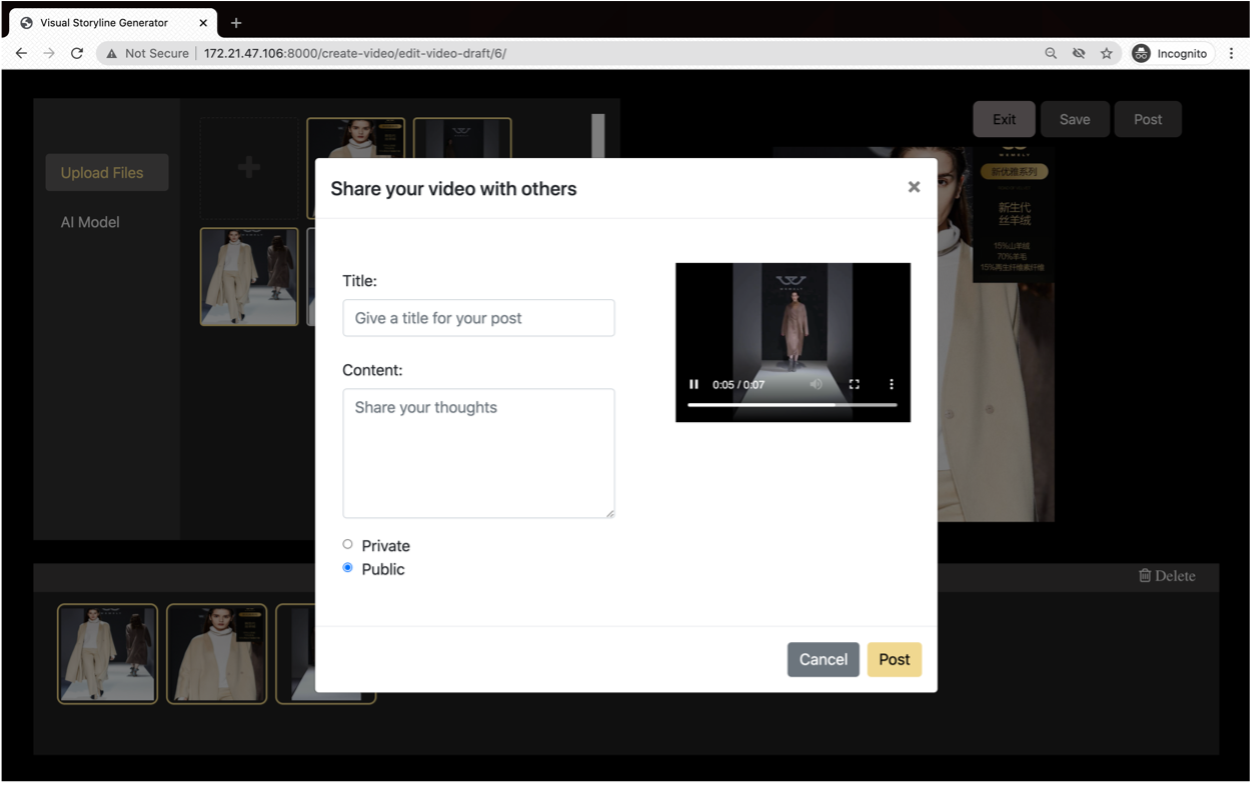 Visual Storyline Generator
Not Secure
172.21.47.106:8000/create-video/edit-video-draft/6/
Incognito
Exit
Save
Post
Upload Files
AI Model
新优雅系列
新生代
丝羊绒
15%山羊绒
70%羊毛
15%再生纤维素纤维
Share your video with others
Title:
Give a title for your post
Content:
Share your thoughts
0:05 / 0:07
Private
Public
Cancel
Post
Delete